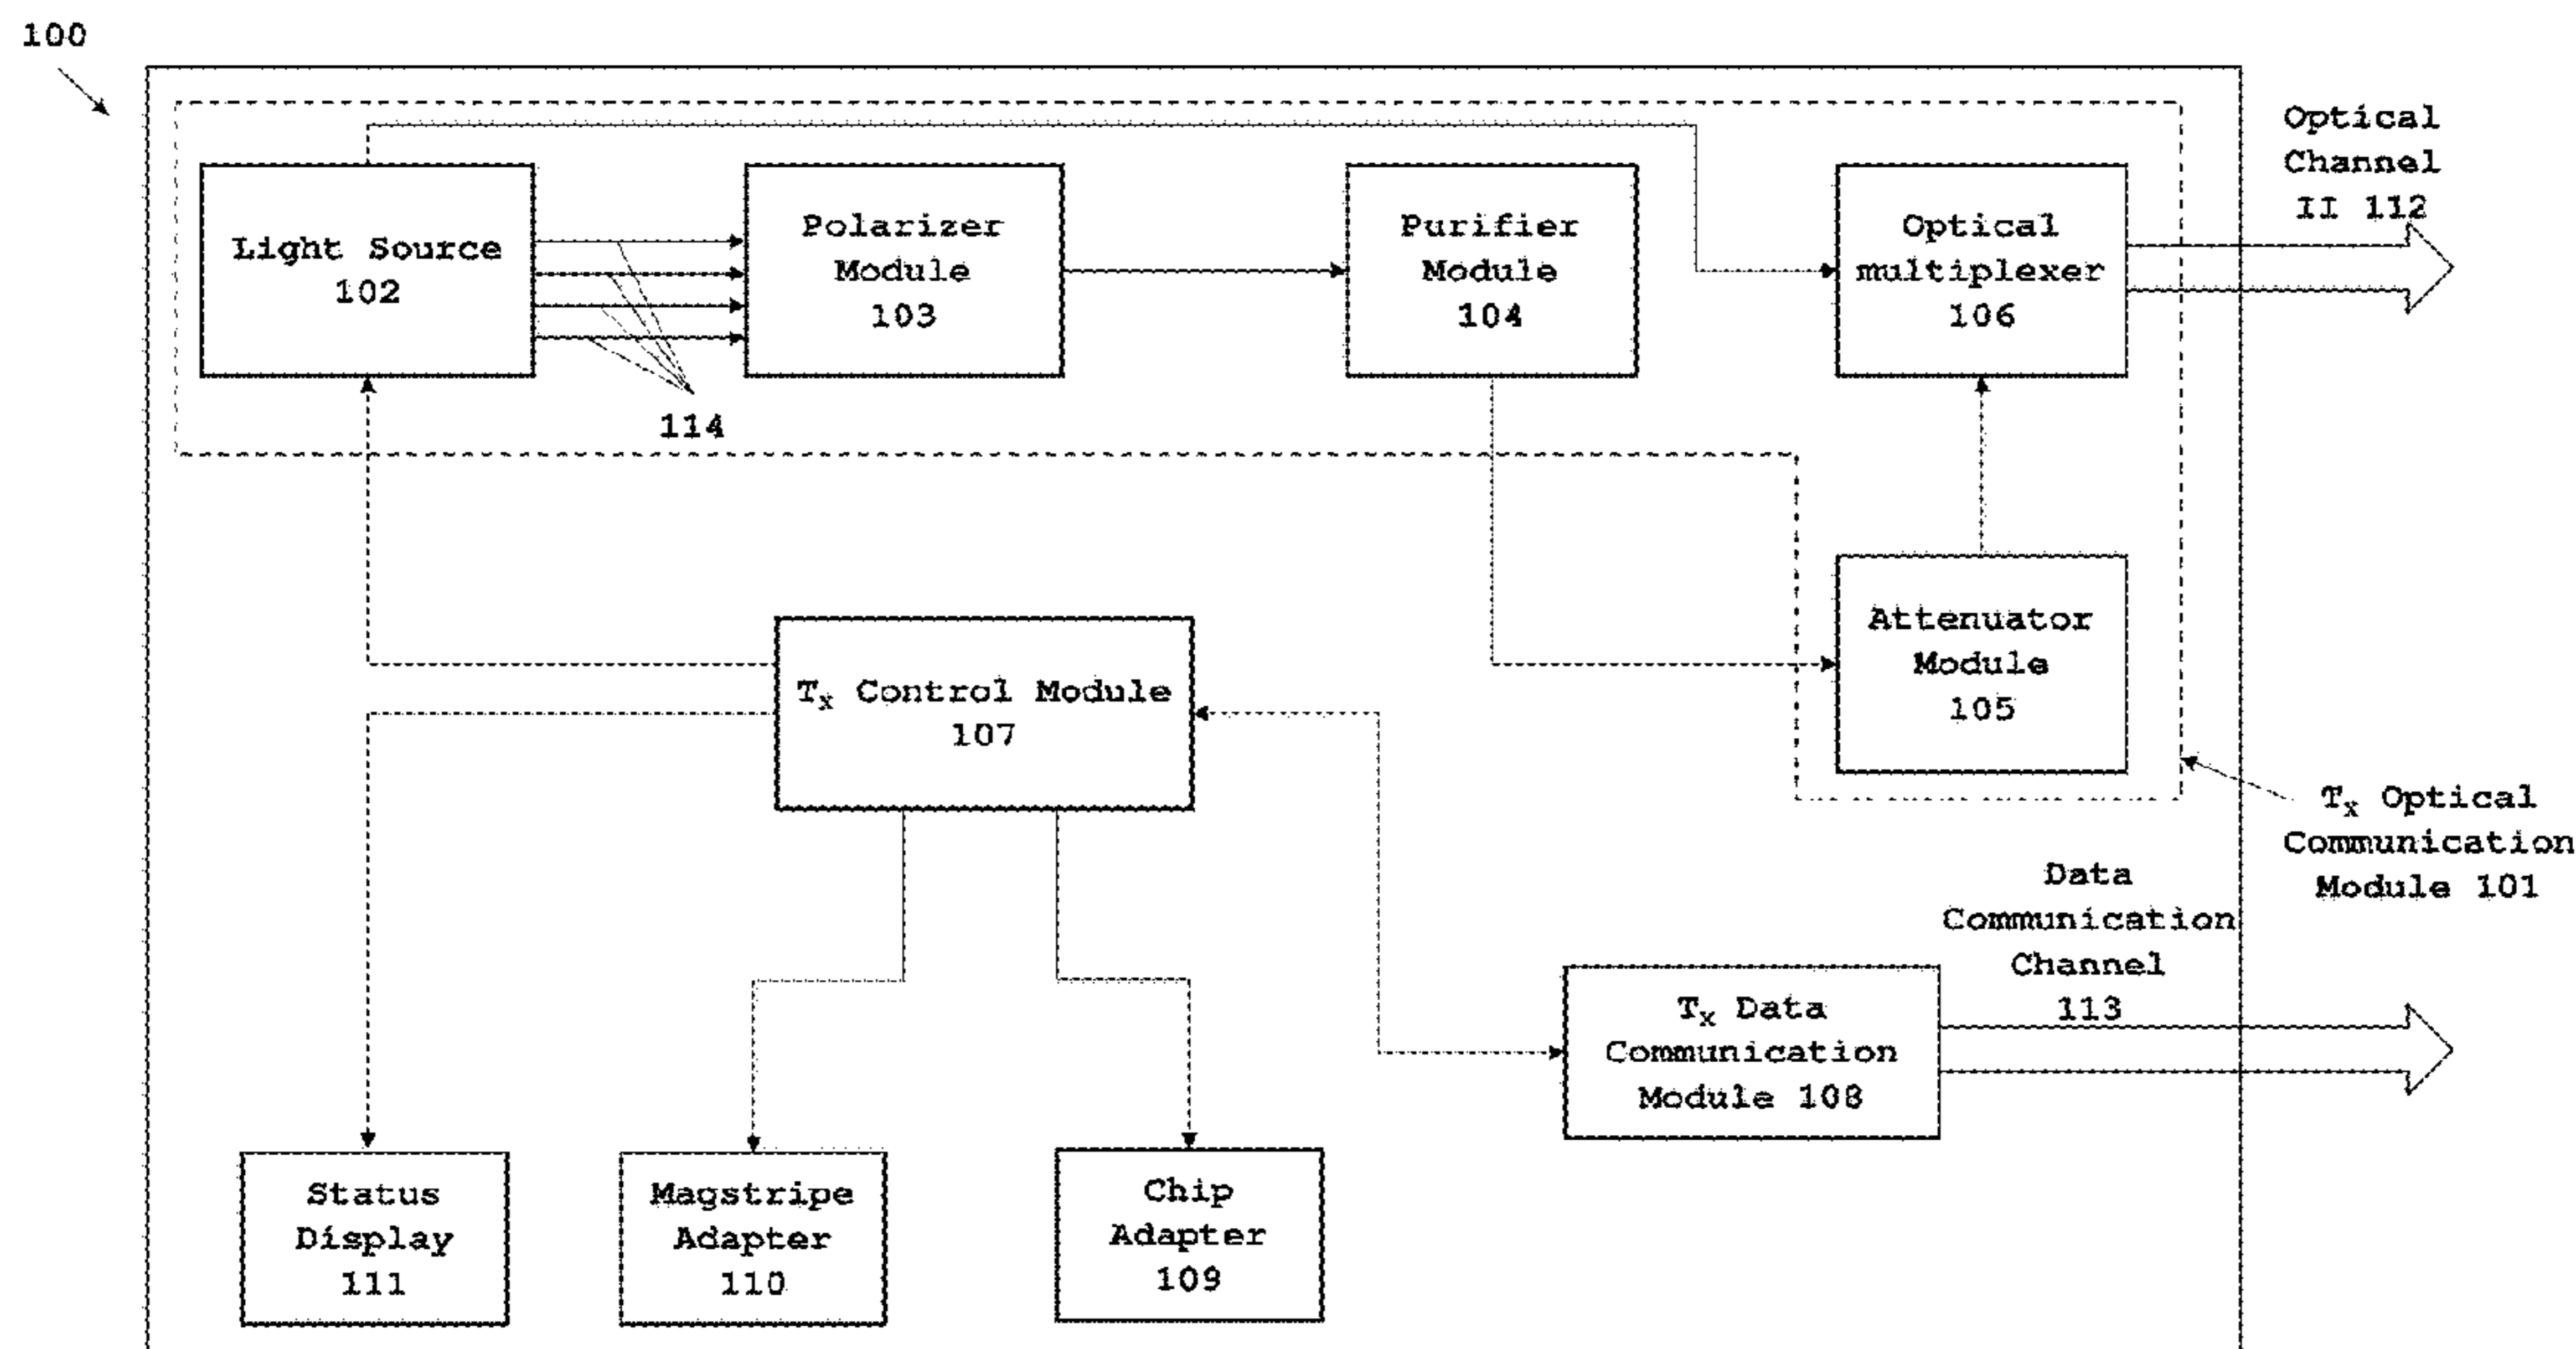 100
Optical
Channel
II 112
Light Source
102
Polarizer
Module
103
Purifier
Module
104
Optical
multiplexer
106
114
Attenuator
Module
105
Tx Control Module
107
Tx Optical
Communication
Module 101
Data
Communication
Channel
113
Tx Data
Communication
Module 108
Status
Display
111
Magstripe
Adapter
110
Chip
Adapter
109